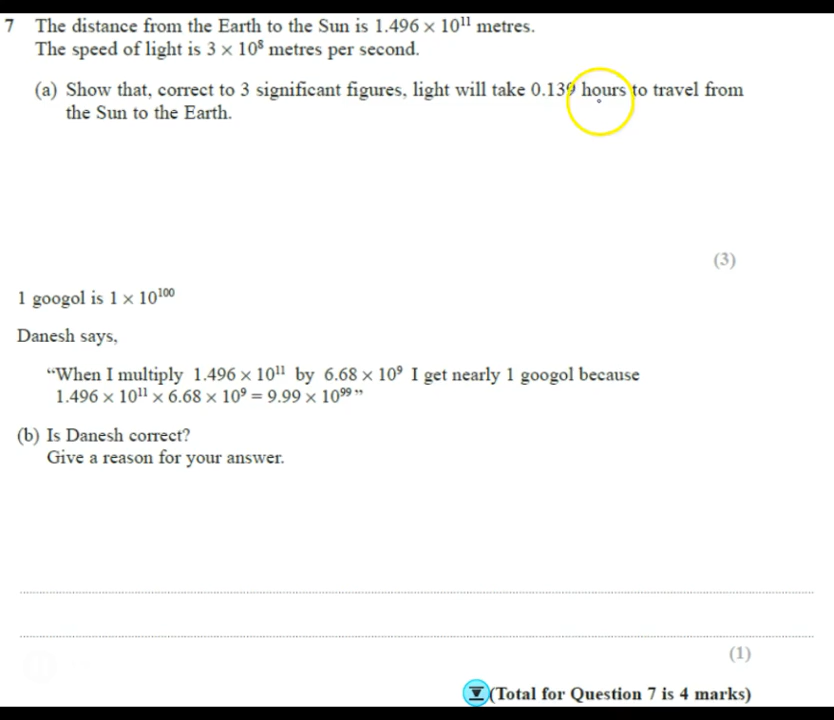 7 The distance from the Earth to the Sun is 1.496 × 10¹¹ metres.
The speed of light is 3 × 10⁸ metres per second.
(a) Show that, correct to 3 significant figures, light will take 0.139 hours to travel from
the Sun to the Earth.
(3)
1 googol is 1 × 10¹⁰⁰
Danesh says,
“When I multiply 1.496 × 10¹¹ by 6.68 × 10⁹ I get nearly 1 googol because
1.496 × 10¹¹ × 6.68 × 10⁹ = 9.99 × 10⁹⁹”
(b) Is Danesh correct?
Give a reason for your answer.
(1)
(Total for Question 7 is 4 marks)